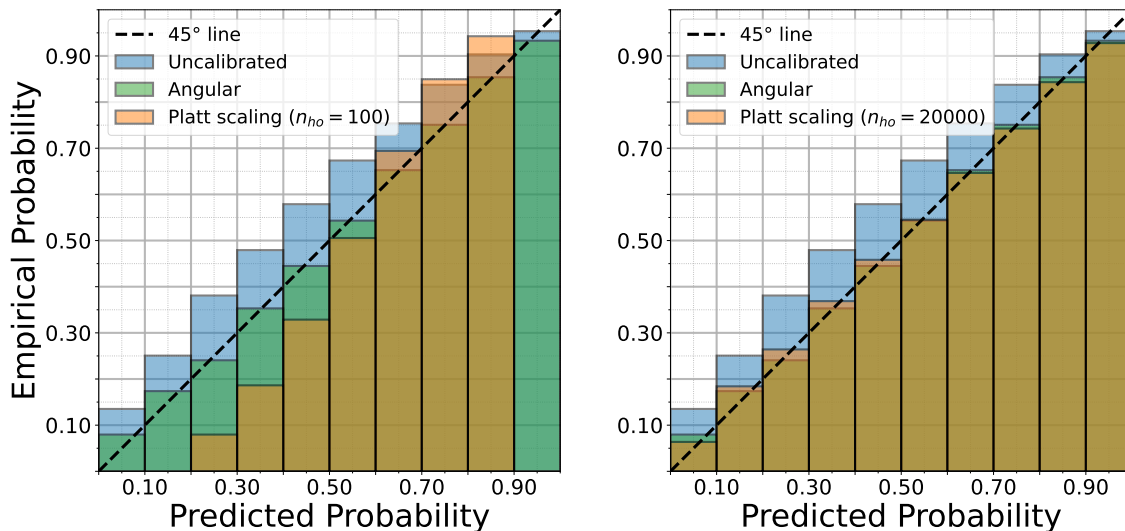 45° line
Uncalibrated
Angular
Platt scaling (n_ho = 100)
0.90
0.70
0.50
0.30
0.10
Empirical Probability
0.10 0.30 0.50 0.70 0.90
Predicted Probability
45° line
Uncalibrated
Angular
Platt scaling (n_ho = 20000)
0.90
0.70
0.50
0.30
0.10
0.10 0.30 0.50 0.70 0.90
Predicted Probability